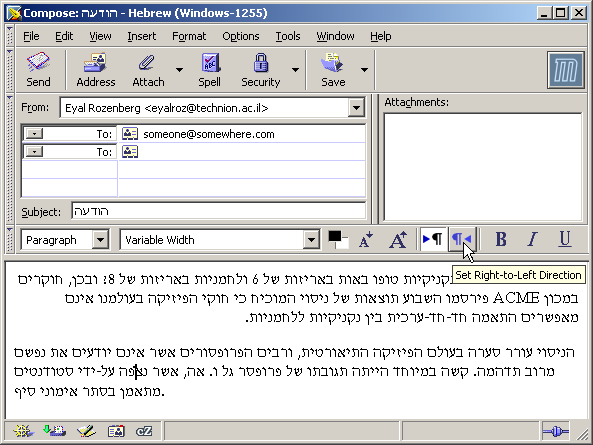 Compose: הודעה - Hebrew (Windows-1255)
File Edit View Insert Format Options Tools Window Help
Send Address Attach Spell Security Save
From: Eyal Rozenberg <eyalroz@technion.ac.il>
Attachments:
To: someone@somewhere.com
To:
Subject: הודעה
Paragraph Variable Width A A ¶ ¶ B I U
Set Right-to-Left Direction
נקניקיות טופו באות באריזות של 6 ולחמניות באריזות של 8: ובכן, חוקרים
במכון ACME פירסמו השבוע תוצאות של ניסוי המוכיח כי חוקי הפיזיקה בעולמנו אינם
מאפשרים התאמה חד-חד-ערכית בין נקניקיות ללחמניות.
הניסוי עורר סערה בעולם הפיזיקה התיאורטית, ורבים הפרופסורים אשר אינם יודעים את נפשם
מרוב תדהמה. קשה במיוחד הייתה תגובתו של פרופסר גל ו. אה, אשר נצפה על-ידי סטודנטים
מתאמן בסתר אימוני סיף.